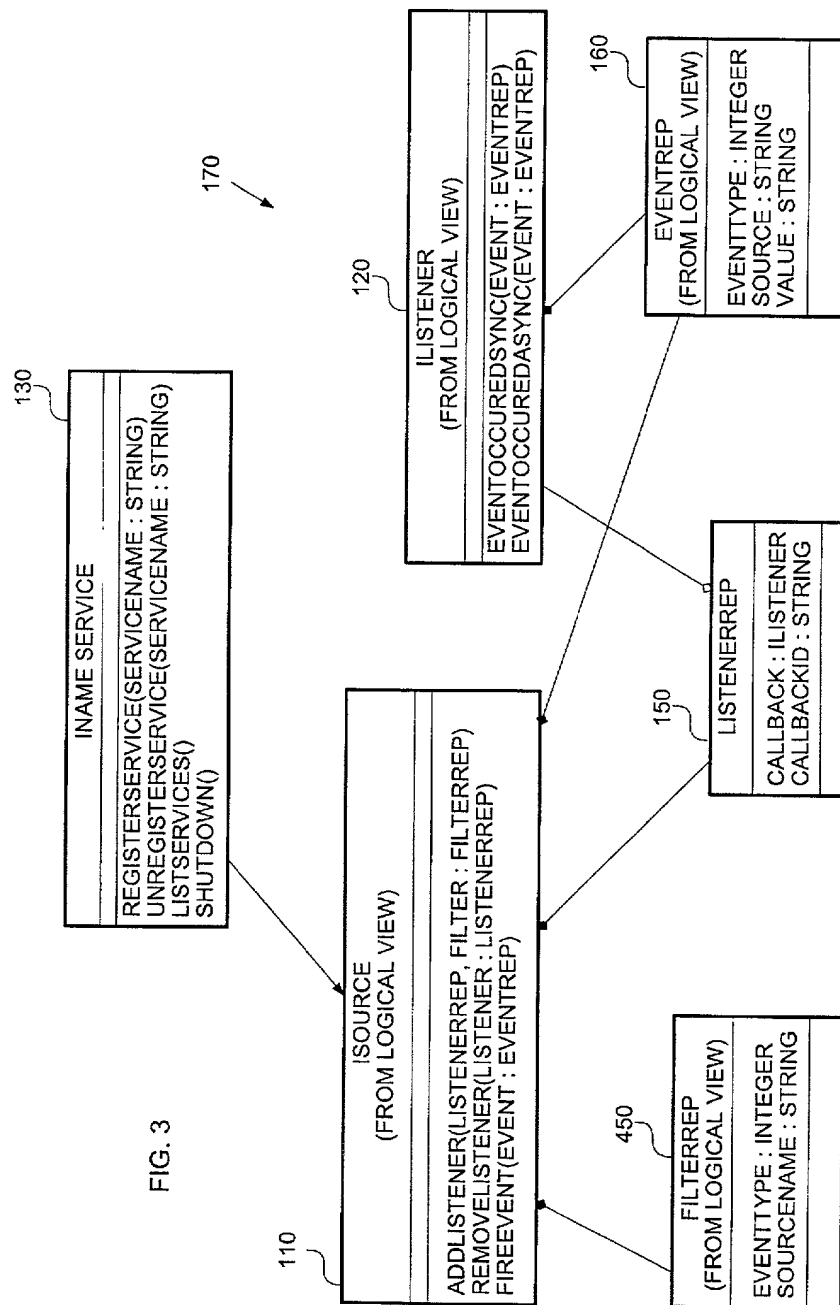 FIG. 3
170
130
INAME SERVICE
REGISTERSERVICE(SERVICENAME : STRING)
UNREGISTERSERVICE(SERVICENAME : STRING)
LISTSERVICES()
SHUTDOWN()
110
ISOURCE
(FROM LOGICAL VIEW)
ADDLISTENER(LISTENERREP, FILTER : FILTERREP)
REMOVELISTENER(LISTENER : LISTENERREP)
FIREEVENT(EVENT : EVENTREP)
120
ILISTENER
(FROM LOGICAL VIEW)
EVENTOCCUREDSYNC(EVENT : EVENTREP)
EVENTOCCUREDASYNC(EVENT : EVENTREP)
450
FILTERREP
(FROM LOGICAL VIEW)
EVENTTYPE : INTEGER
SOURCENAME : STRING
150
LISTENERREP
CALLBACK : ILISTENER
CALLBACKID : STRING
160
EVENTREP
(FROM LOGICAL VIEW)
EVENTTYPE : INTEGER
SOURCE : STRING
VALUE : STRING